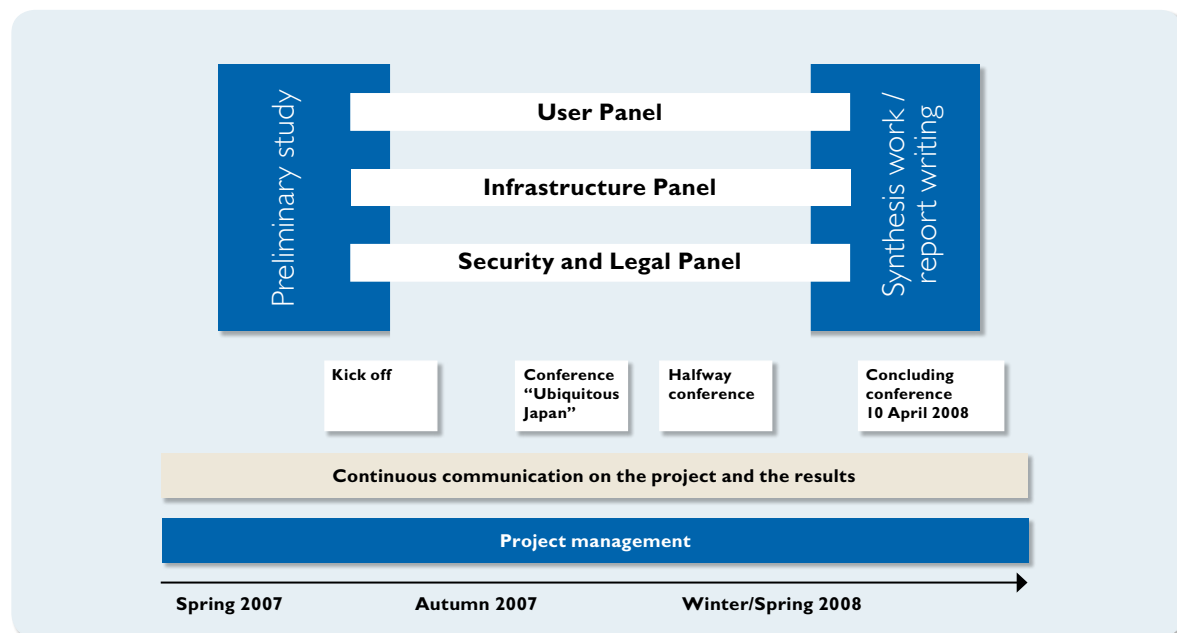 Preliminary study
User Panel
Infrastructure Panel
Security and Legal Panel
Synthesis work /
report writing
Kick off
Conference
“Ubiquitous
Japan”
Halfway
conference
Concluding
conference
10 April 2008
Continuous communication on the project and the results
Project management
Spring 2007
Autumn 2007
Winter/Spring 2008